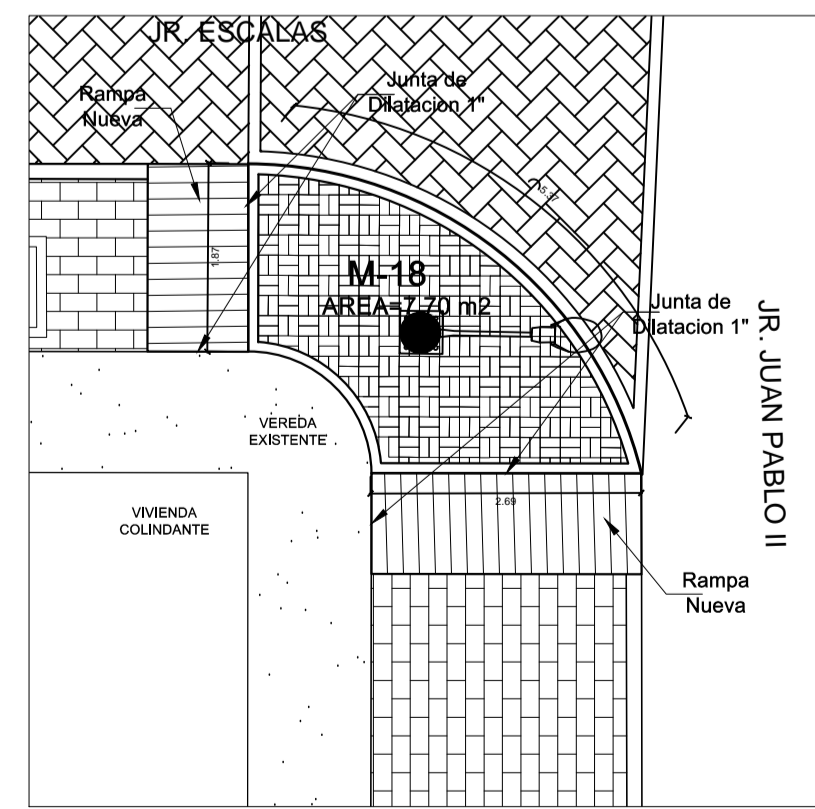 JR. ESCALAS
Rampa
Nueva
Junta de
Dilatacion 1"
5.37
1.87
M-18
AREA=7.70 m2
Junta de
Dilatacion 1"
JR. JUAN PABLO II
VEREDA
EXISTENTE
VIVIENDA
COLINDANTE
2.69
Rampa
Nueva